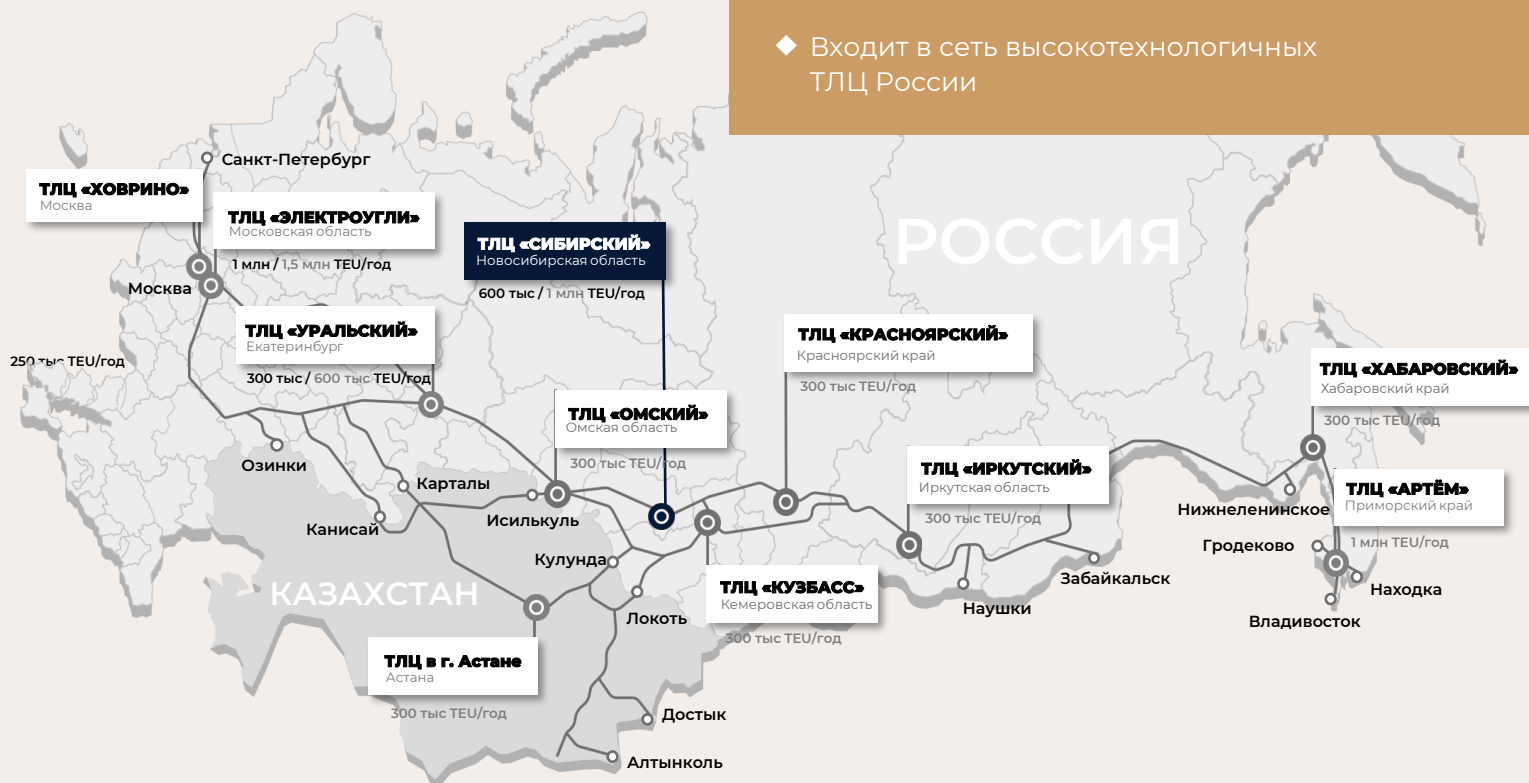 Входит в сеть высокотехнологичных
ТЛЦ России
Санкт-Петербург
ТЛЦ «ХОВРИНО»
Москва
ТЛЦ «ЭЛЕКТРОУГЛИ»
Московская область
1 млн / 1,5 млн TEU/год
Москва
ТЛЦ «СИБИРСКИЙ»
Новосибирская область
600 тыс / 1 млн TEU/год
РОССИЯ
ТЛЦ «УРАЛЬСКИЙ»
Екатеринбург
300 тыс / 600 тыс TEU/год
250 тыс TEU/год
ТЛЦ «КРАСНОЯРСКИЙ»
Красноярский край
300 тыс TEU/год
ТЛЦ «ХАБАРОВСКИЙ»
Хабаровский край
300 тыс TEU/год
ТЛЦ «ОМСКИЙ»
Омская область
300 тыс TEU/год
ТЛЦ «ИРКУТСКИЙ»
Иркутская область
300 тыс TEU/год
Озинки
Карталы
Канисай
Исилькуль
Нижнеленинское
ТЛЦ «АРТЁМ»
Приморский край
1 млн TEU/год
Гродеково
Кулунда
КАЗАХСТАН
ТЛЦ «КУЗБАСС»
Кемеровская область
300 тыс TEU/год
Забайкальск
Находка
Наушки
Владивосток
Локоть
ТЛЦ в г. Астане
Астана
300 тыс TEU/год
Достык
Алтынколь